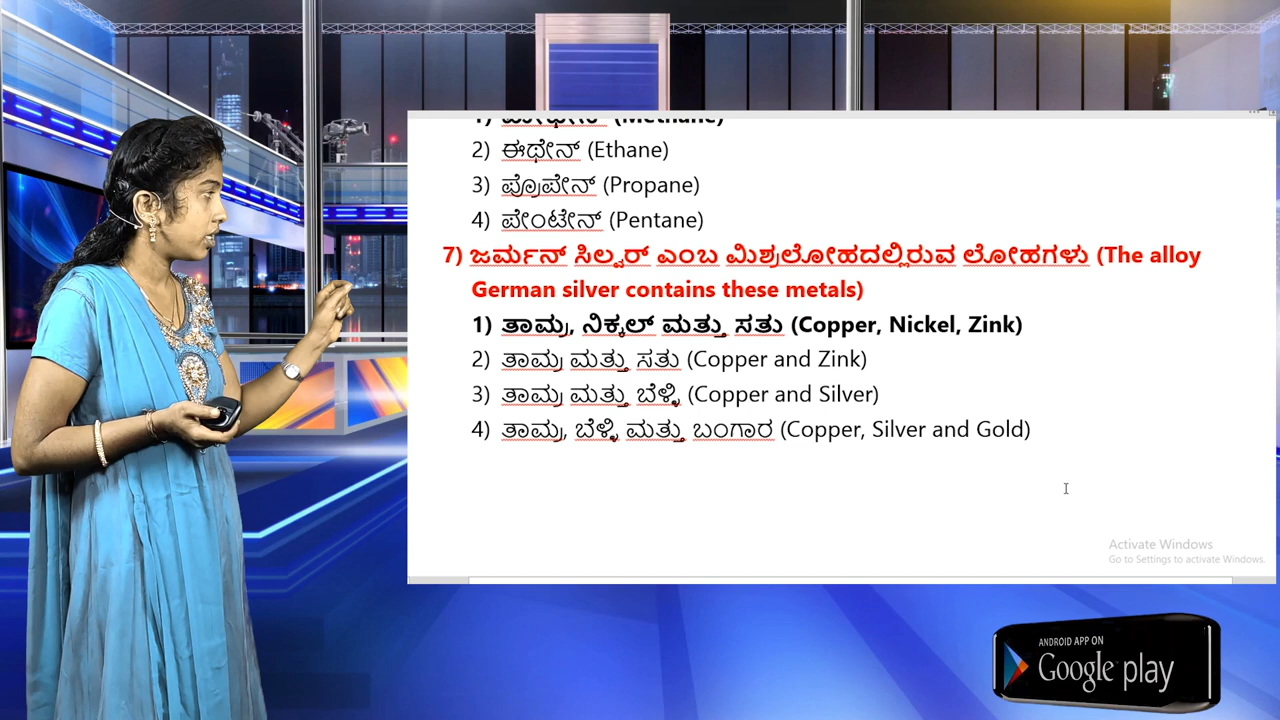 1) ಮೀಥೇನ್ (Methane)
2) ಈಥೇನ್ (Ethane)
3) ಪ್ರೊಪೇನ್ (Propane)
4) ಪೇಂಟೇನ್ (Pentane)
7) ಜರ್ಮನ್ ಸಿಲ್ವರ್ ಎಂಬ ಮಿಶ್ರಲೋಹದಲ್ಲಿರುವ ಲೋಹಗಳು (The alloy
German silver contains these metals)
1) ತಾಮ್ರ, ನಿಕ್ಕಲ್ ಮತ್ತು ಸತು (Copper, Nickel, Zink)
2) ತಾಮ್ರ ಮತ್ತು ಸತು (Copper and Zink)
3) ತಾಮ್ರ ಮತ್ತು ಬೆಳ್ಳಿ (Copper and Silver)
4) ತಾಮ್ರ, ಬೆಳ್ಳಿ ಮತ್ತು ಬಂಗಾರ (Copper, Silver and Gold)
Activate Windows
Go to Settings to activate Windows.
ANDROID APP ON
Google play